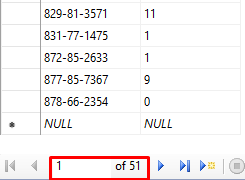 829-81-3571 11
831-77-1475 1
872-85-2633 1
877-85-7367 9
878-66-2354 0
NULL NULL
1 of 51